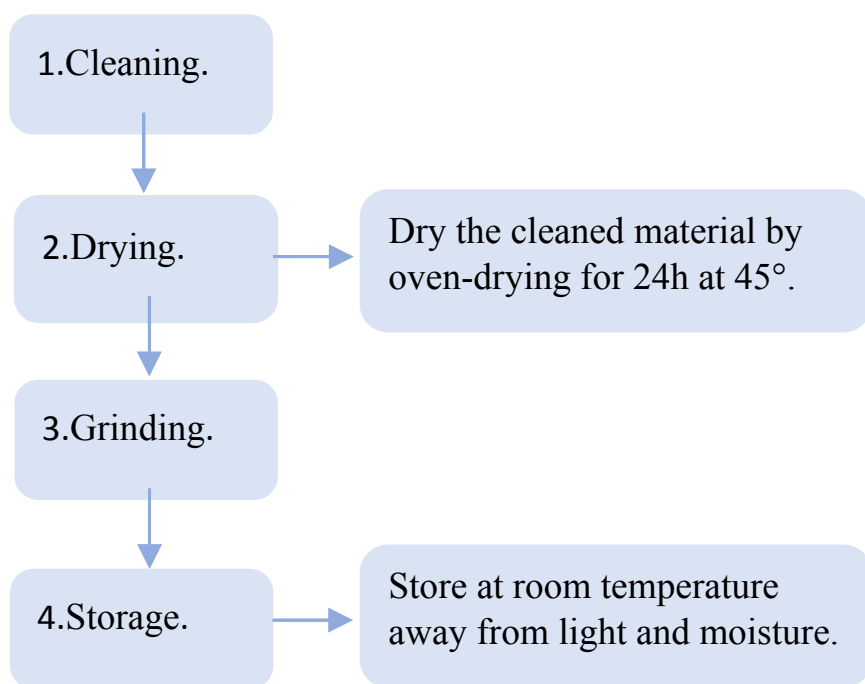 1.Cleaning.
2.Drying.
Dry the cleaned material by
oven-drying for 24h at 45°.
3.Grinding.
4.Storage.
Store at room temperature
away from light and moisture.